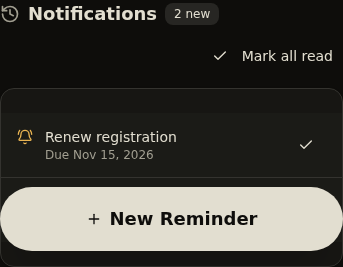 Notifications 2 new
Mark all read
Renew registration
Due Nov 15, 2026
+ New Reminder